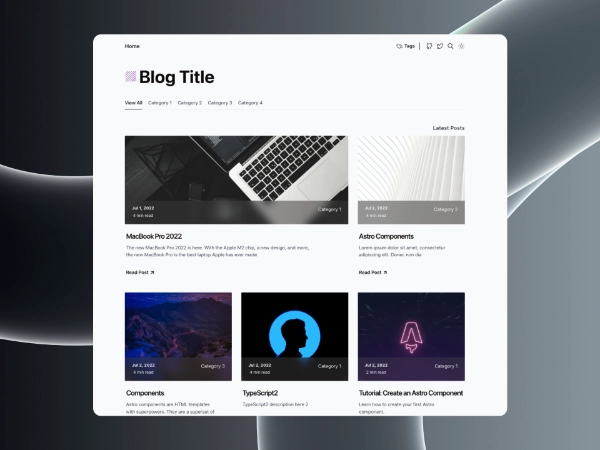 Home
Tags
Blog Title
View All Category 1 Category 2 Category 3 Category 4
Latest Posts
Jul 1, 2022
4 min read
Category 1
Jul 2, 2022
4 min read
Category 2
MacBook Pro 2022
The new MacBook Pro 2022 is here. With the Apple M2 chip, a new design, and more,
the new MacBook Pro is the best laptop Apple has ever made.
Read Post
Astro Components
Lorem ipsum dolor sit amet, consectetur
adipiscing elit. Donec non dia
Read Post
Jul 2, 2022
4 min read
Category 3
Jul 2, 2022
4 min read
Category 1
Jul 2, 2022
2 min read
Category 1
Components
Astro components are HTML templates
with superpowers. They are a superset of
TypeScript2
TypeScript2 description here 2
Tutorial: Create an Astro Component
Learn how to create your first Astro
component.